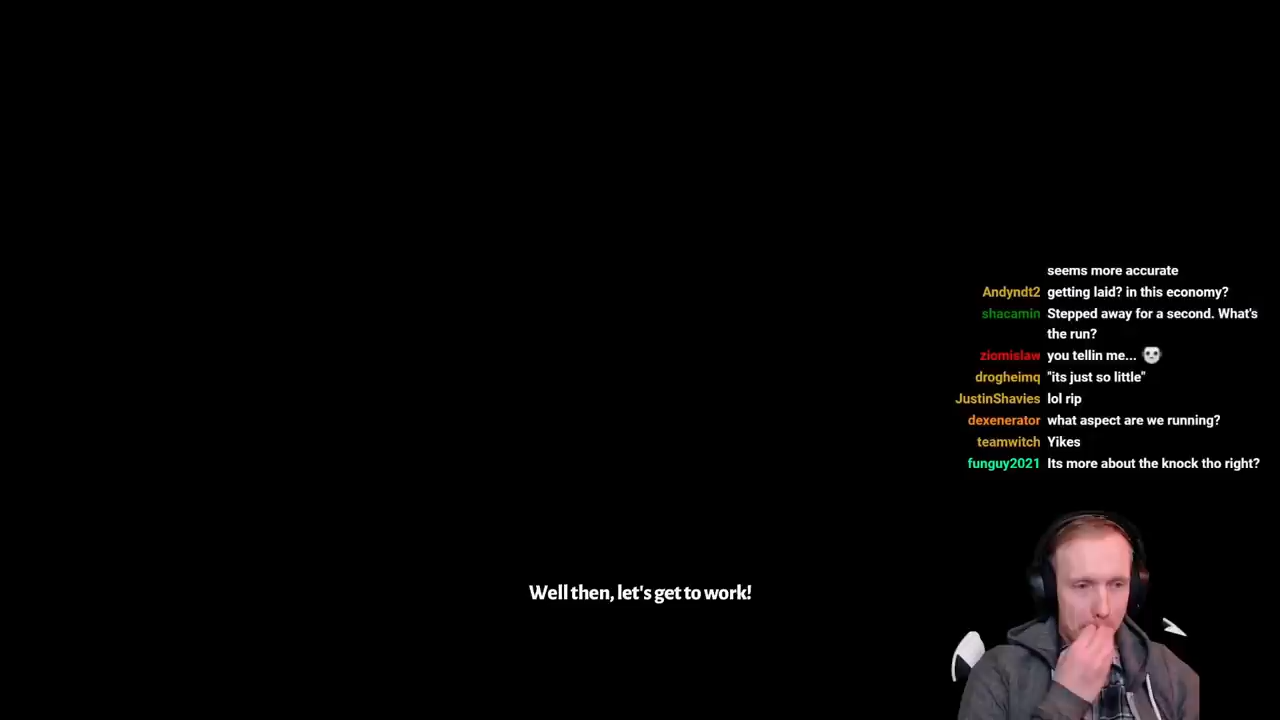 seems more accurate
Andyndt2 getting laid? in this economy?
shacamin Stepped away for a second. What's
the run?
ziomislaw you tellin me...
drogheimq "its just so little"
JustinShavies lol rip
dexenerator what aspect are we running?
teamwitch Yikes
funguy2021 Its more about the knock tho right?
Well then, let's get to work!